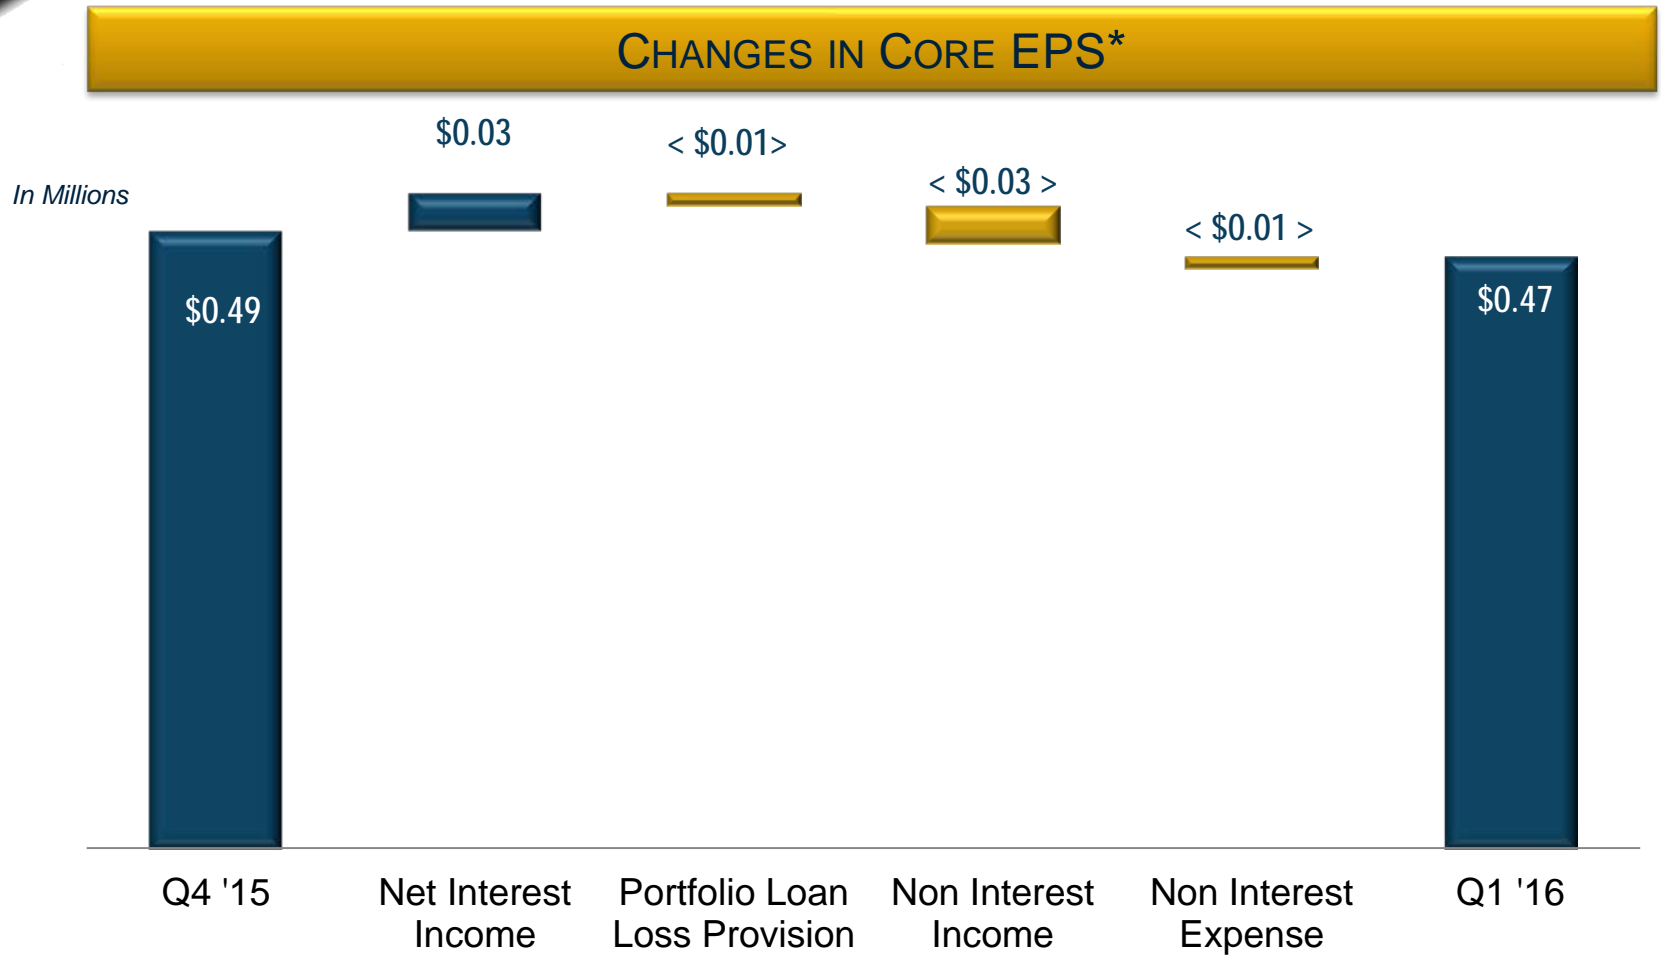 CHANGES IN CORE EPS*
$0.03
< $0.01>
In Millions
< $0.03 >
< $0.01 >
$0.49
$0.47
Q4 '15
Net Interest
Income
Portfolio Loan
Loss Provision
Non Interest
Income
Non Interest
Expense
Q1 '16